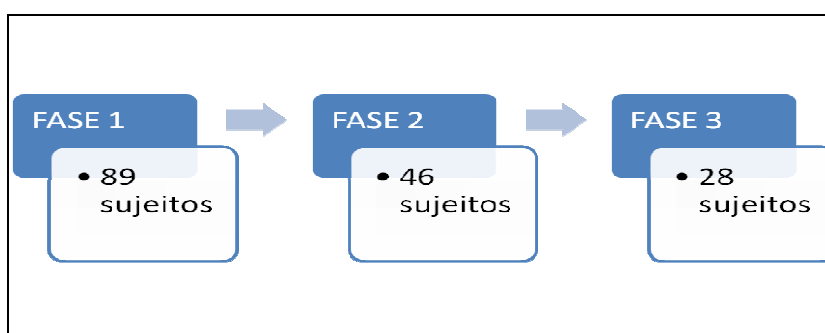 FASE 1
• 89
sujeitos
FASE 2
• 46
sujeitos
FASE 3
• 28
sujeitos